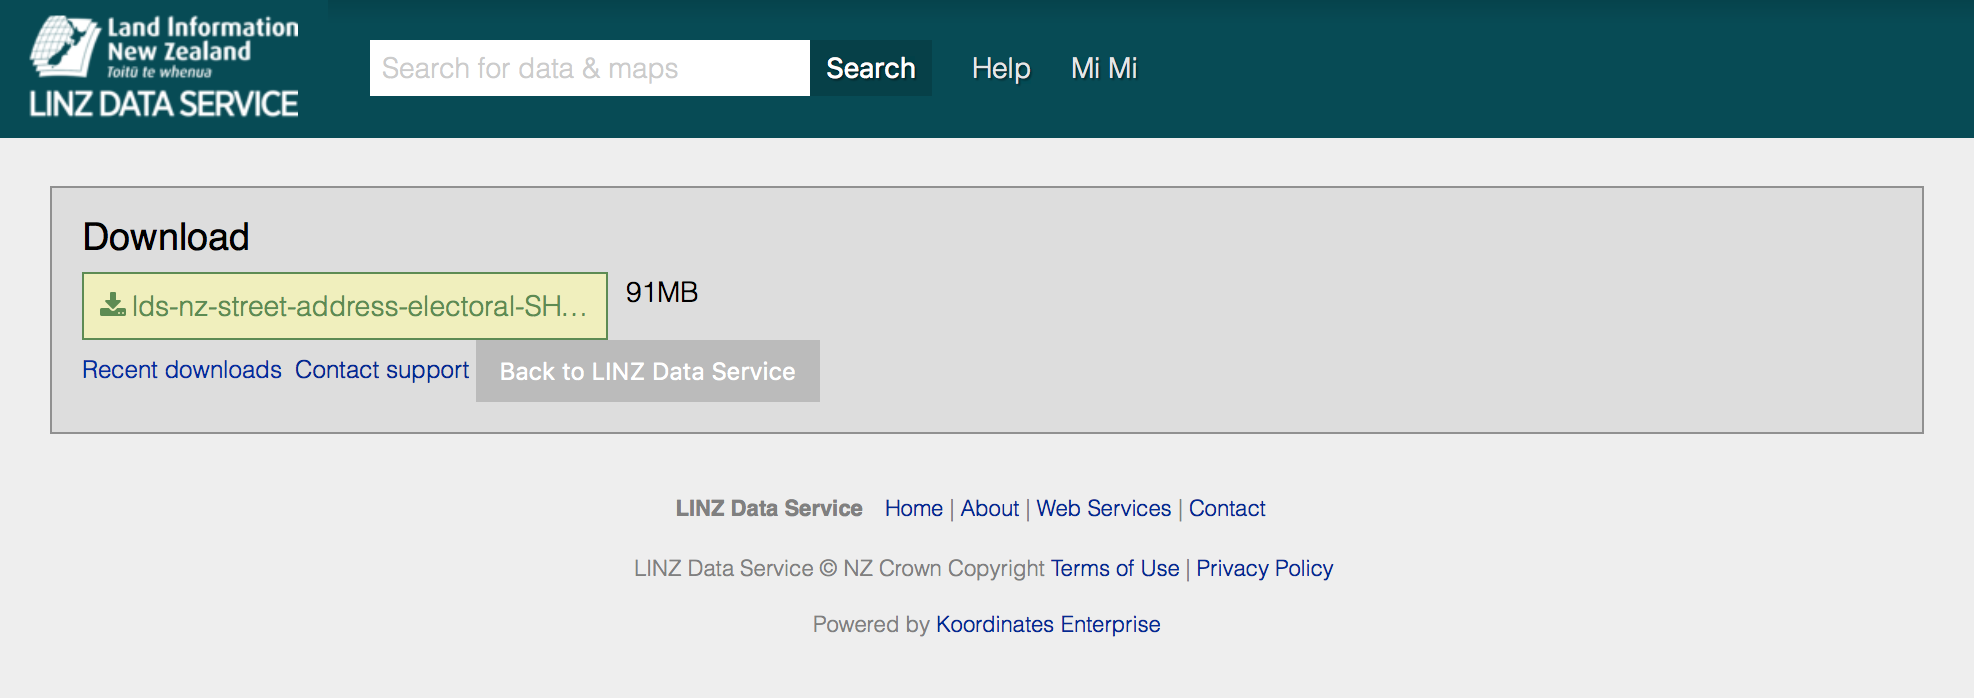 Land Information
New Zealand
Toitū te whenua
LINZ DATA SERVICE
Search for data & maps
Search
Help
Mi Mi
Download
lds-nz-street-address-electoral-SH...
91MB
Recent downloads
Contact support
Back to LINZ Data Service
LINZ Data Service Home | About | Web Services | Contact
LINZ Data Service © NZ Crown Copyright Terms of Use | Privacy Policy
Powered by Koordinates Enterprise